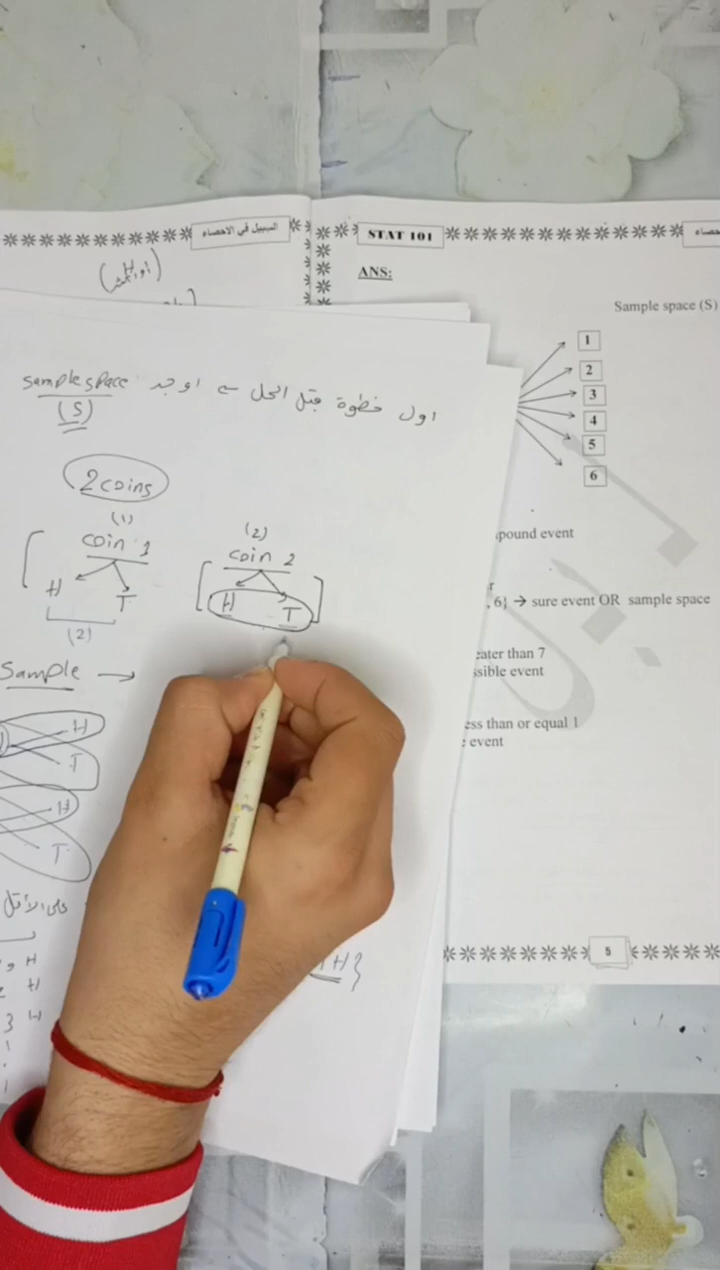 السبيل في الاحصاء
STAT 101
ANS:
Sample space (S)
1
2
3
4
5
6
pound event
, 6} → sure event OR sample space
eater than 7
ssible event
ess than or equal 1
event
5
اول خطوة قبل الحل اوجد sample space
(S)
2 coins
(1)
coin 1
H T
(2)
(2)
coin 2
H T
Sample →
H
T
H
T
على الأقل
H و
H
H }
H}